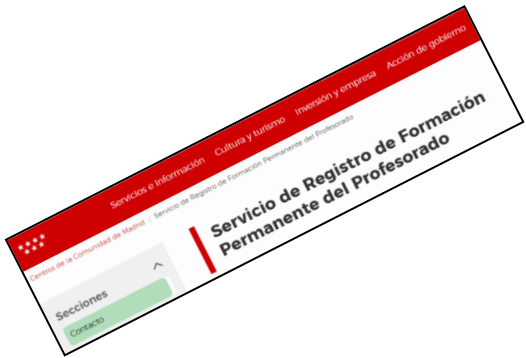 Servicios e Información Cultura y turismo Inversión y empresa Acción de gobierno
Centros de la Comunidad de Madrid / Servicio de Registro de Formación Permanente del Profesorado
Secciones
Contacto
Servicio de Registro de Formación
Permanente del Profesorado